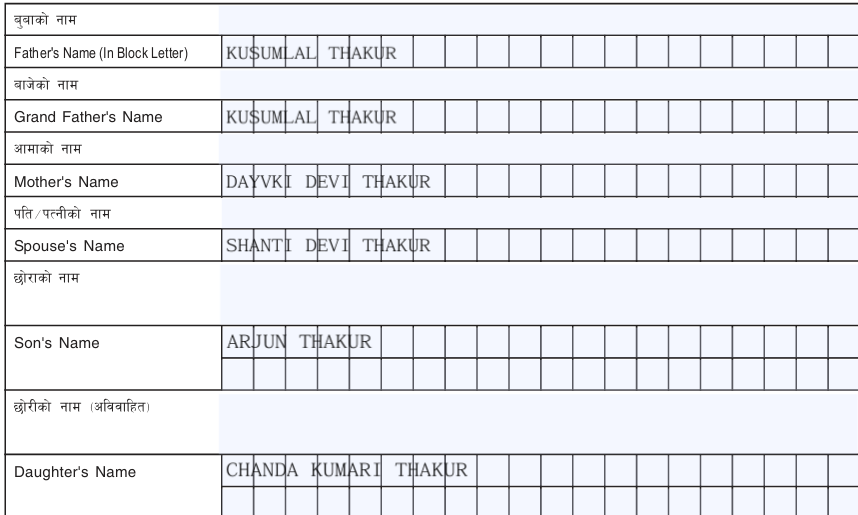 बुबाको नाम
Father's Name (In Block Letter) KUSUMLAL THAKUR
बाजेको नाम
Grand Father's Name KUSUMLAL THAKUR
आमाको नाम
Mother's Name DAYVKI DEVI THAKUR
पति/पत्नीको नाम
Spouse's Name SHANTI DEVI THAKUR
छोराको नाम
Son's Name ARJUN THAKUR
छोरीको नाम (अविवाहित)
Daughter's Name CHANDA KUMARI THAKUR